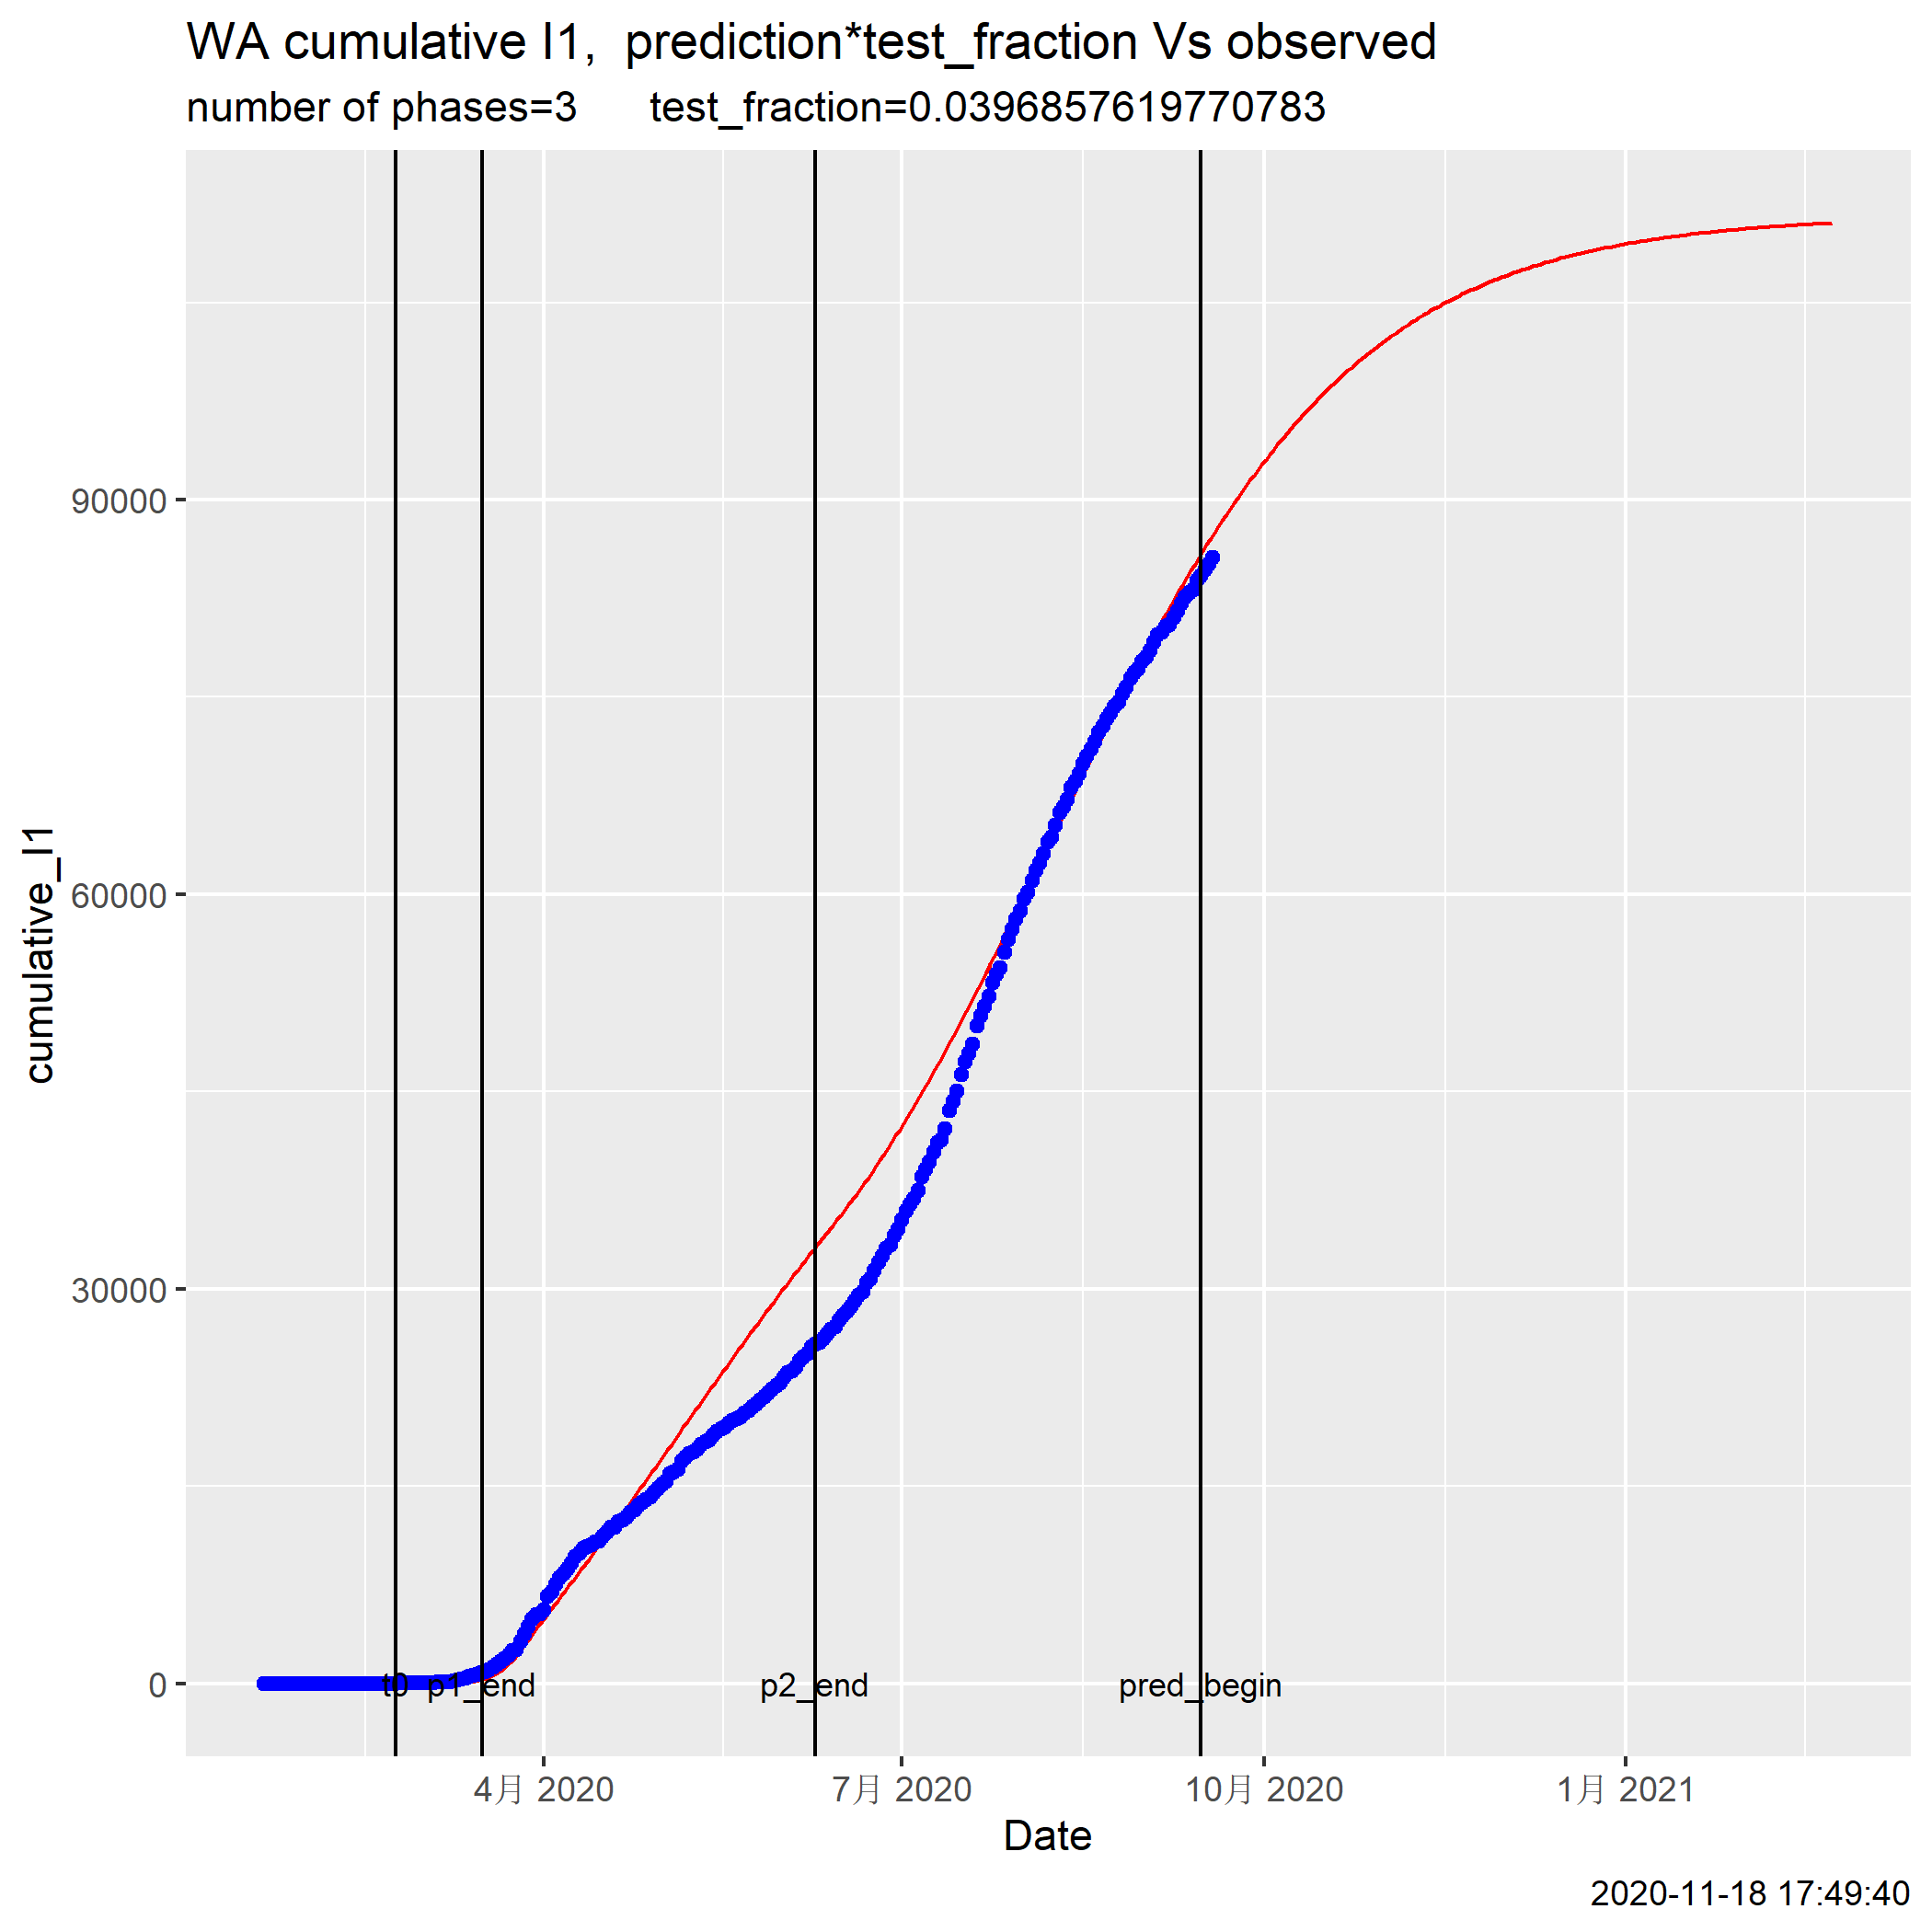 WA cumulative I1,  prediction*test_fraction Vs observed
number of phases=3      test_fraction=0.0396857619770783
cumulative_I1
90000
60000
30000
0
t0 p1_end p2_end pred_begin
4月 2020 7月 2020 10月 2020 1月 2021
Date
2020-11-18 17:49:40